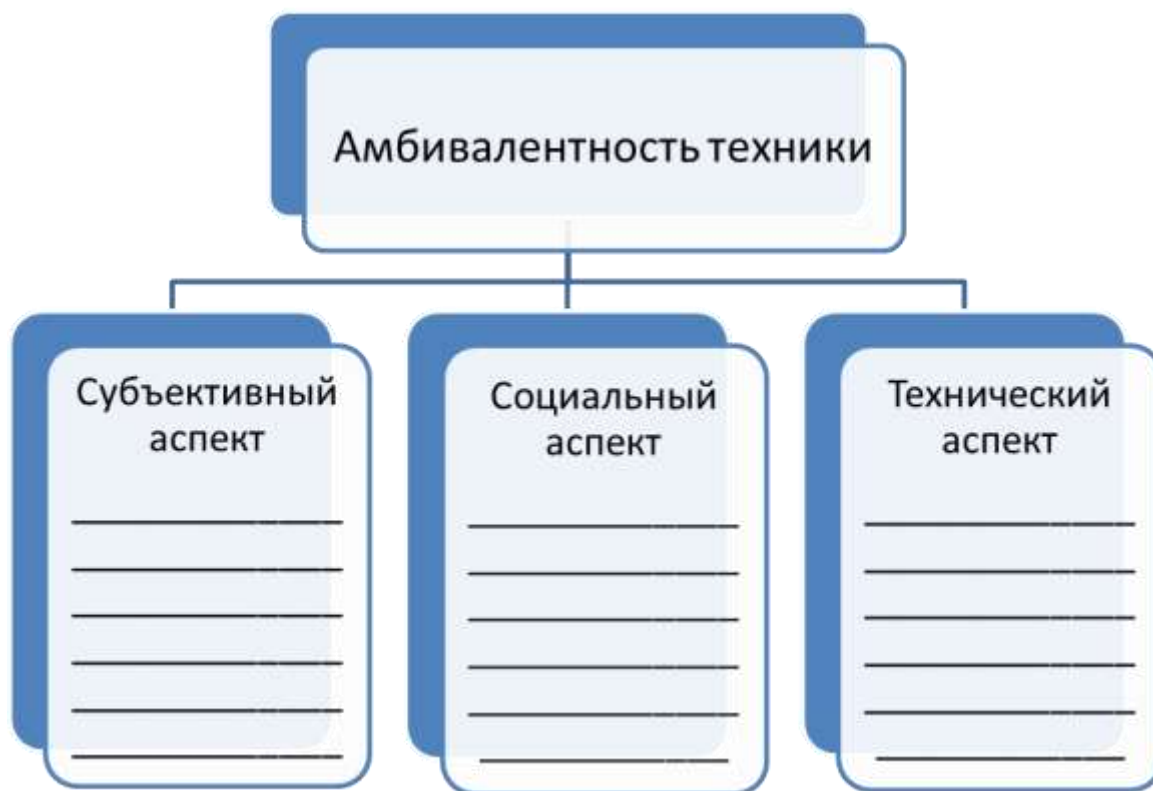 Амбивалентность техники
Субъективный
аспект
Социальный
аспект
Технический
аспект